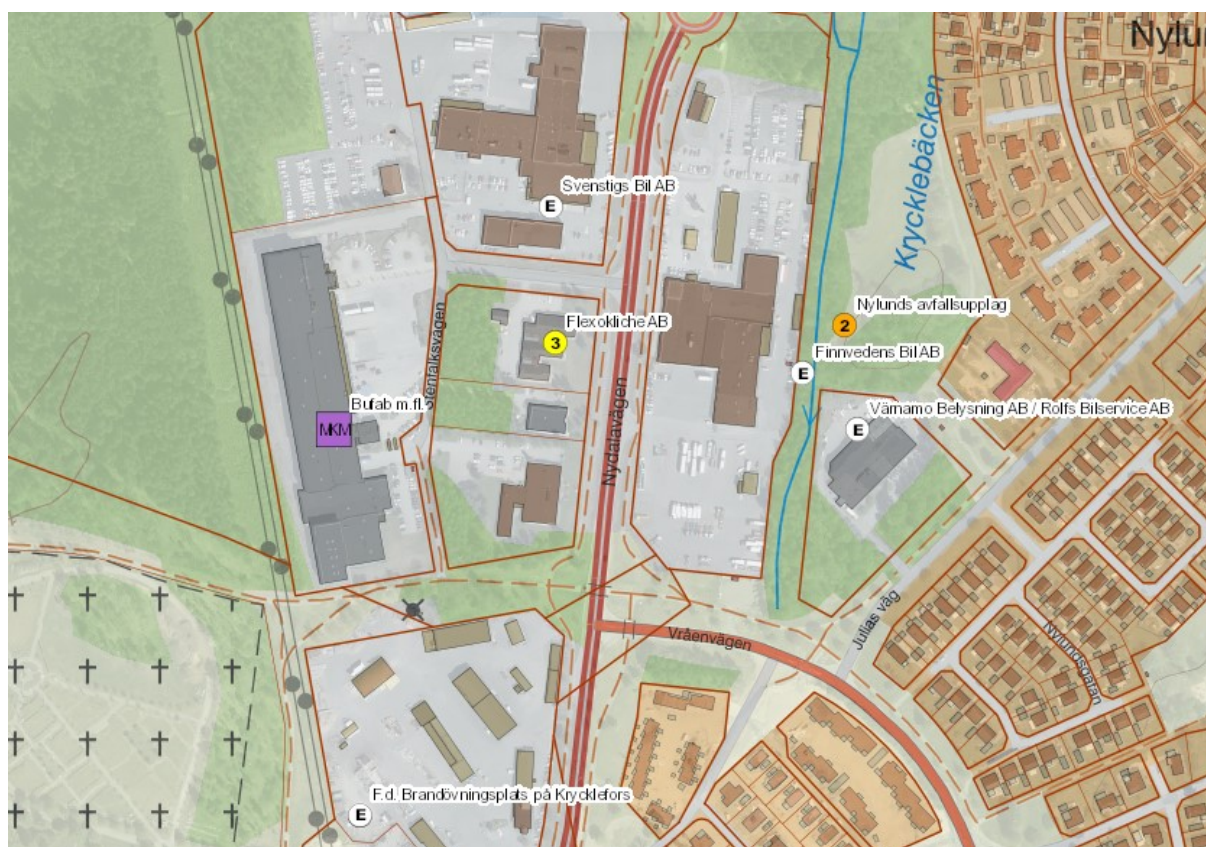 Nylun
Krycklebäcken
Svenstigs Bil AB
E
Nylunds avfallsupplag
2
Flexokliche AB
3
Finnvedens Bil AB
E
Stenfalksvägen
Nydalavägen
Bufab m.fl.
MKM
Värnamo Belysning AB / Rolfs Bilservice AB
E
Julias väg
Vråenvägen
Nylundsgatan
F.d. Brandövningsplats på Krycklefors
E